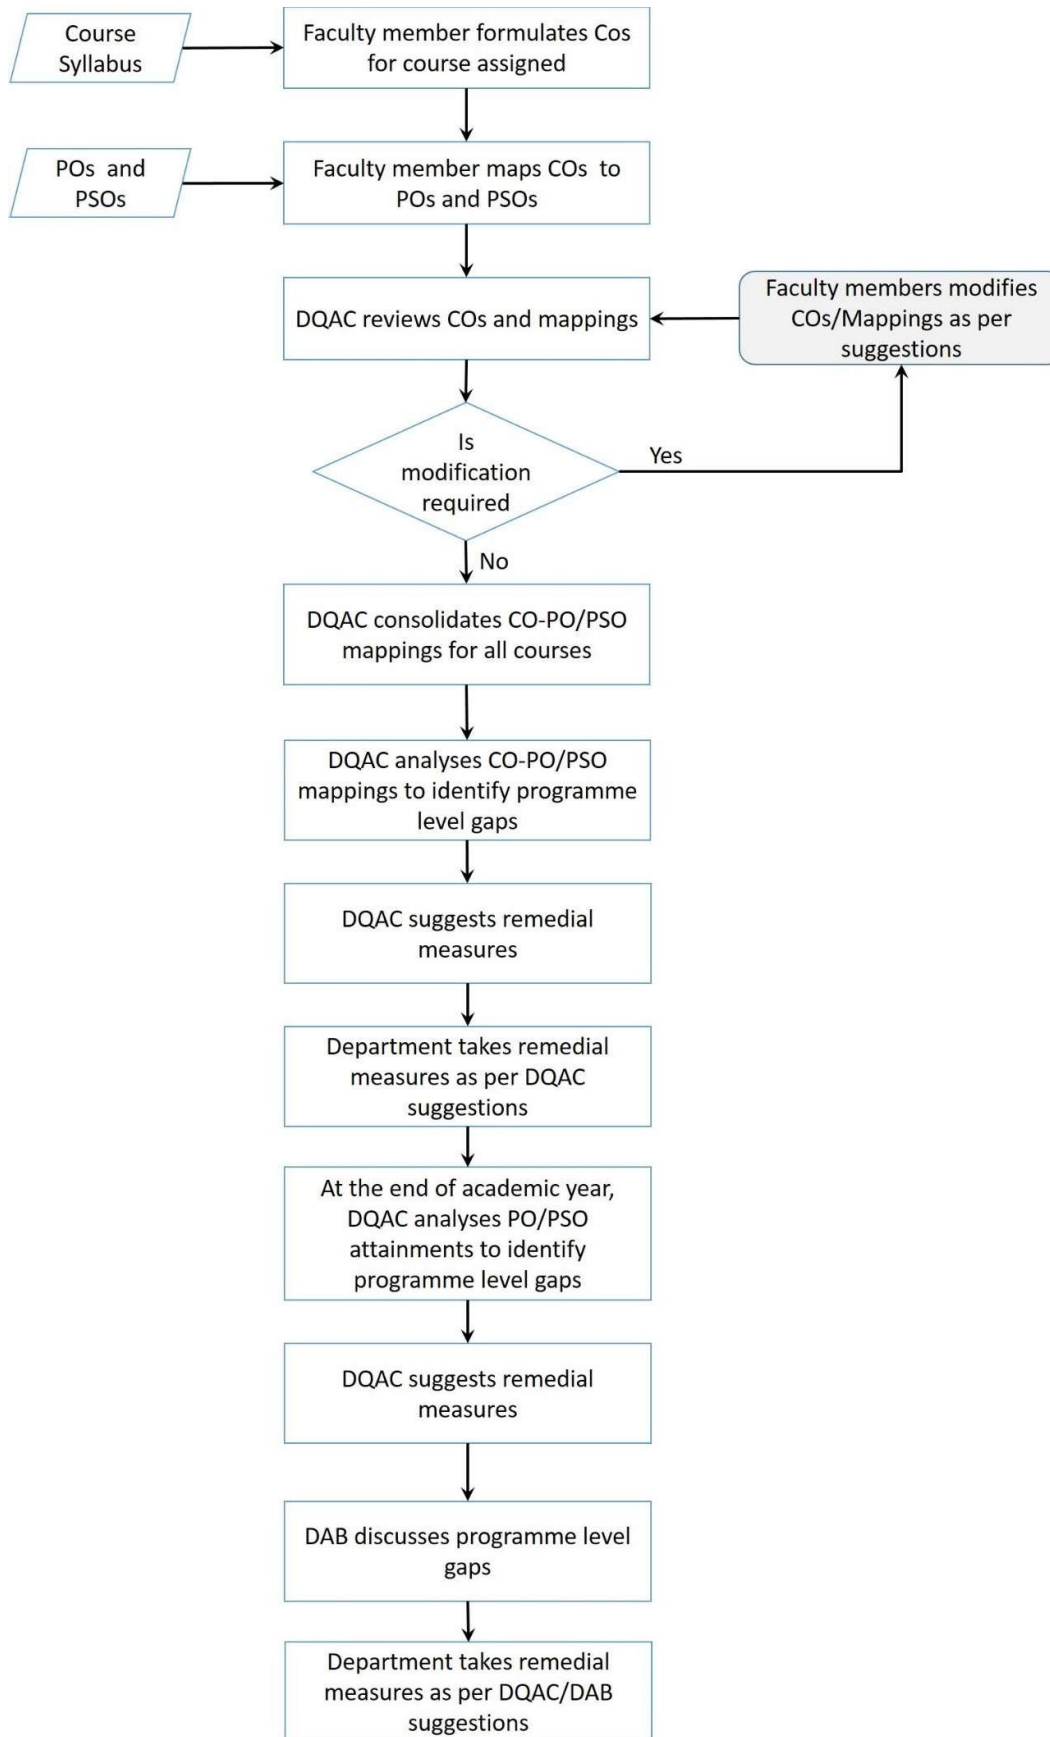 Course
Syllabus
Faculty member formulates Cos
for course assigned
POs and
PSOs
Faculty member maps COs to
POs and PSOs
DQAC reviews COs and mappings
Faculty members modifies
COs/Mappings as per
suggestions
Is
modification
required
Yes
No
DQAC consolidates CO-PO/PSO
mappings for all courses
DQAC analyses CO-PO/PSO
mappings to identify programme
level gaps
DQAC suggests remedial
measures
Department takes remedial
measures as per DQAC
suggestions
At the end of academic year,
DQAC analyses PO/PSO
attainments to identify
programme level gaps
DQAC suggests remedial
measures
DAB discusses programme level
gaps
Department takes remedial
measures as per DQAC/DAB
suggestions